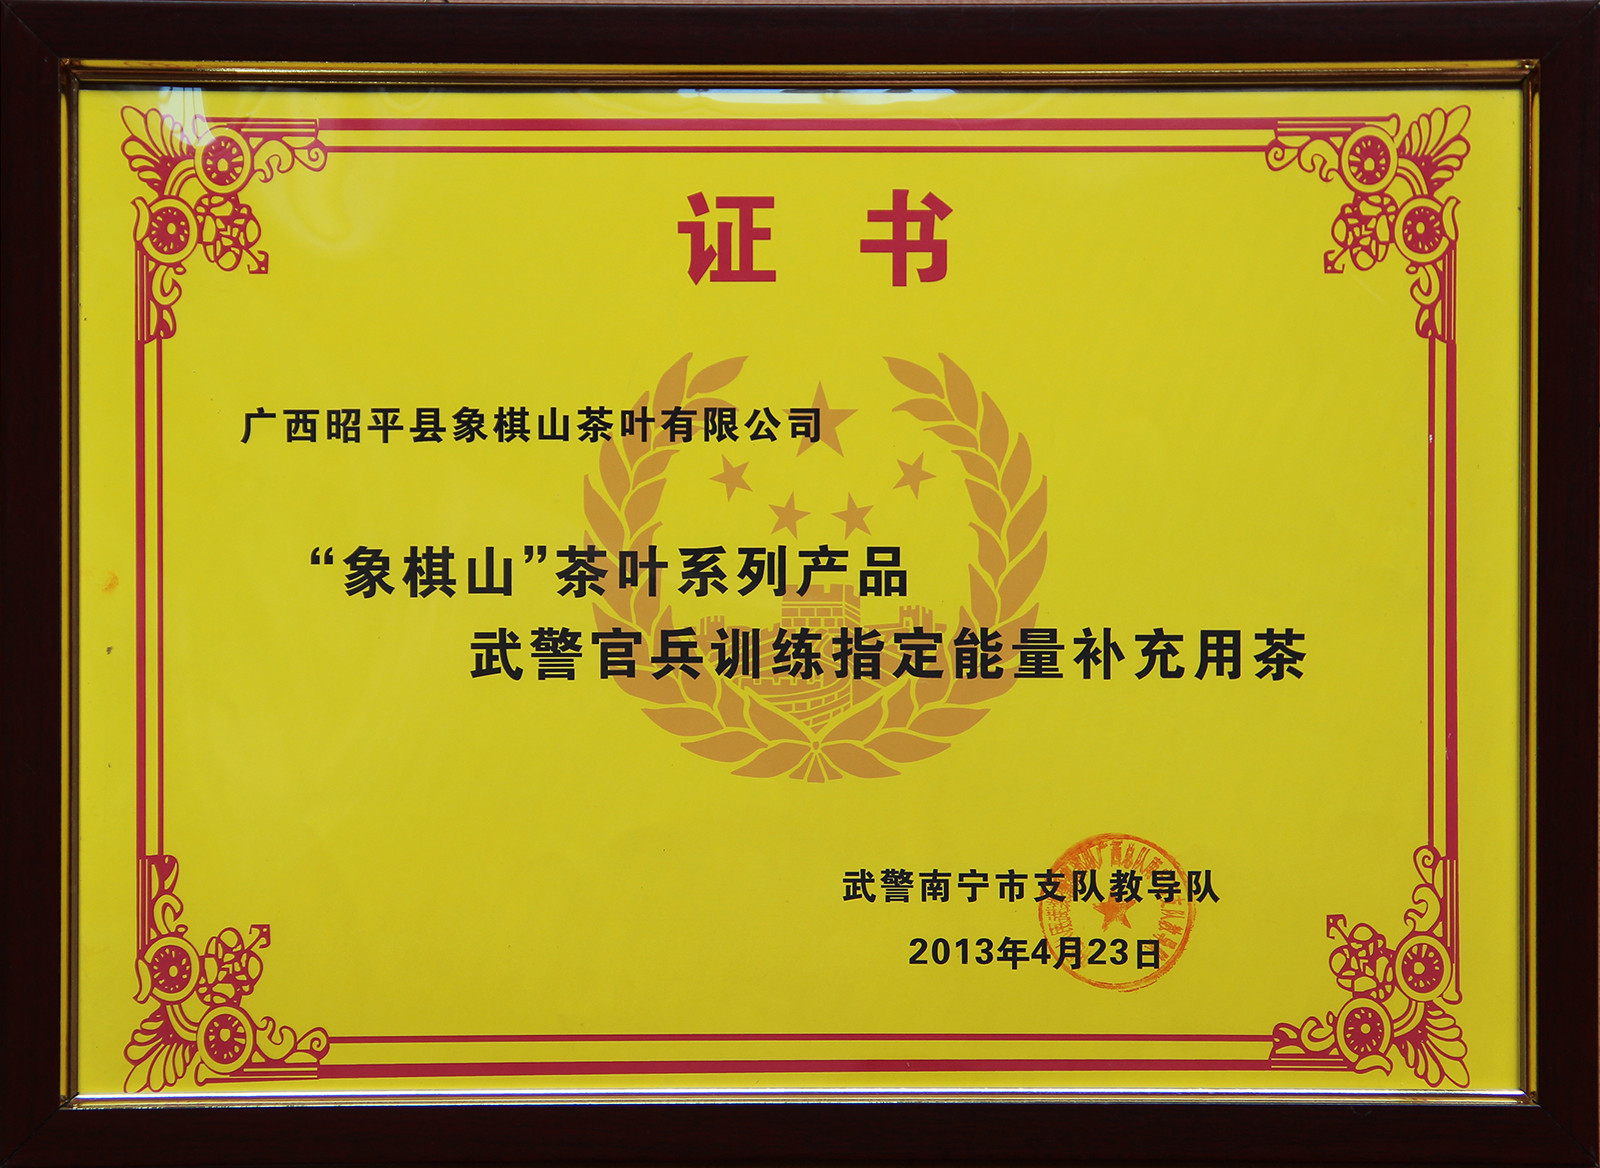 证 书
广西昭平县象棋山茶叶有限公司
“象棋山”茶叶系列产品
武警官兵训练指定能量补充用茶
武警南宁市支队教导队
2013年4月23日